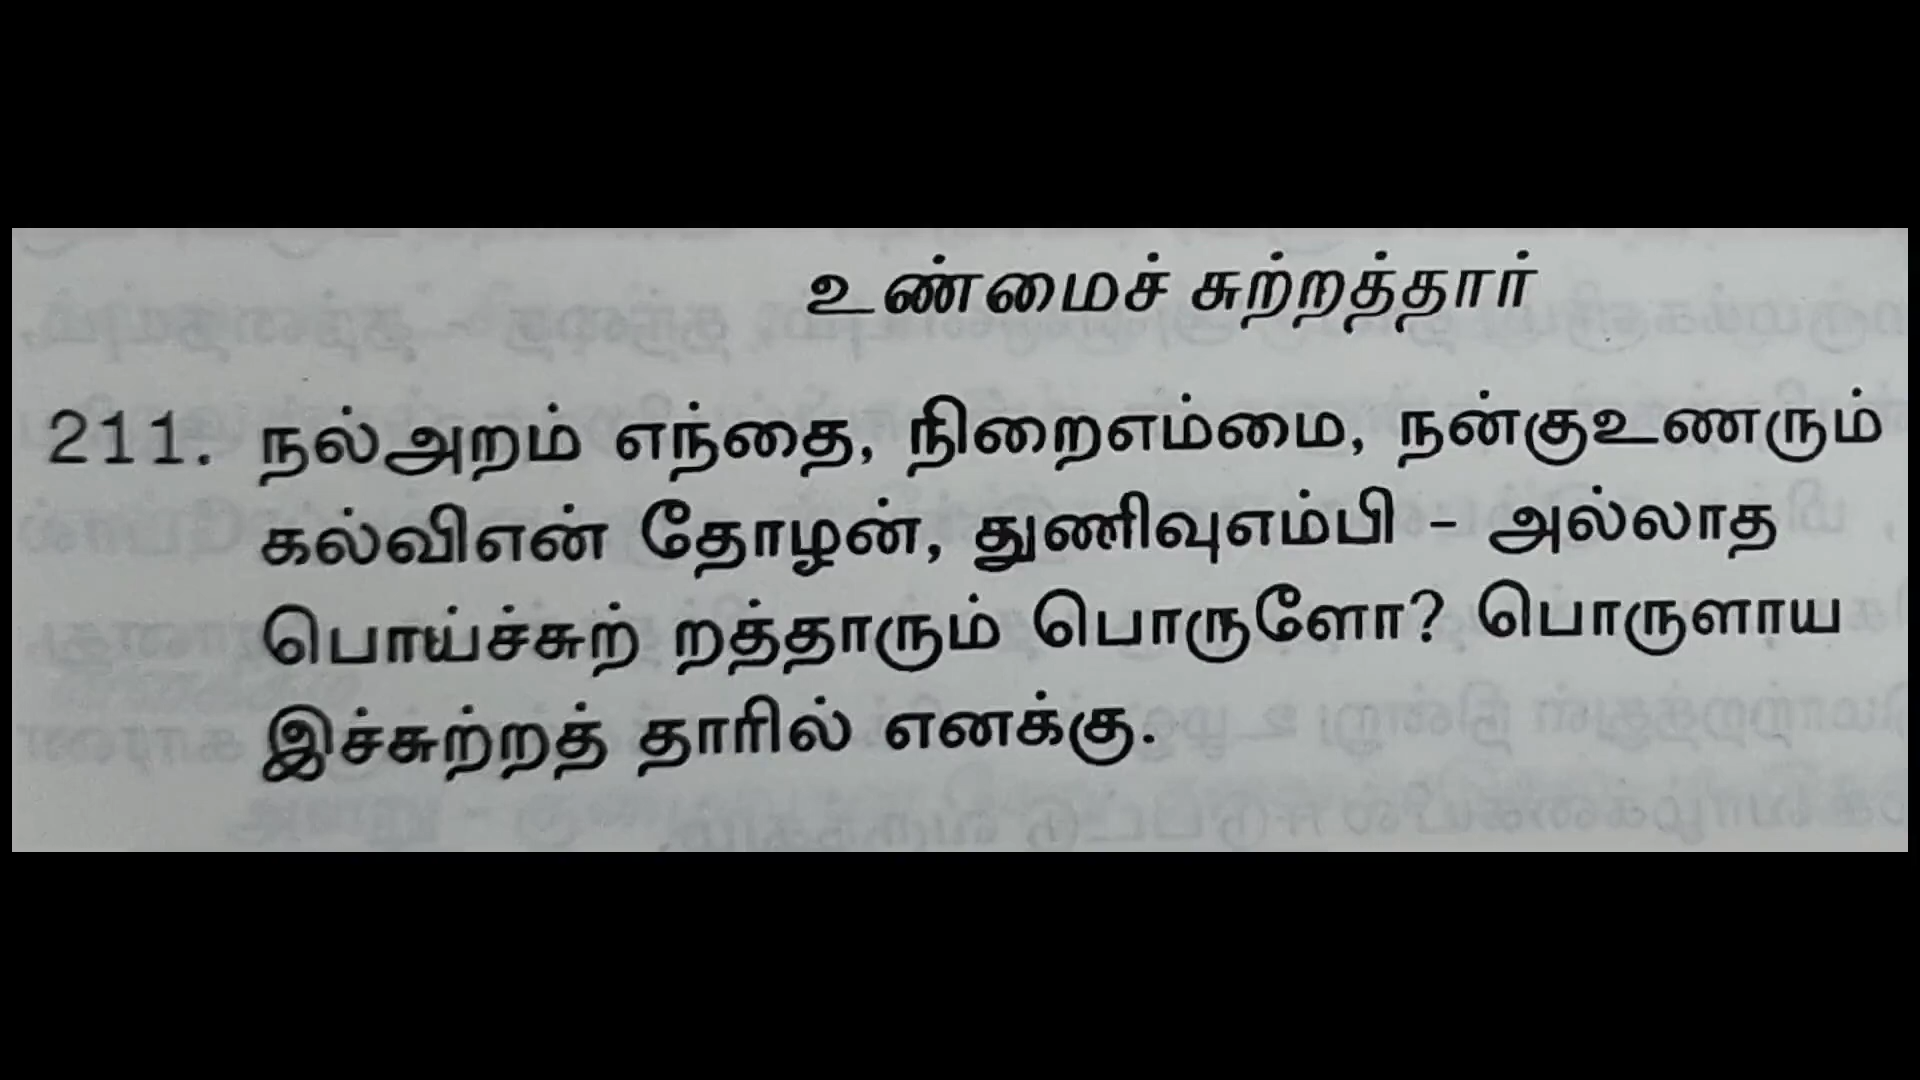 உண்மைச் சுற்றத்தார்
211. நல்அறம் எந்தை, நிறைஎம்மை, நன்குஉணரும்
கல்விஎன் தோழன், துணிவுஎம்பி - அல்லாத
பொய்ச்சுற் றத்தாரும் பொருளோ? பொருளாய
இச்சுற்றத் தாரில் எனக்கு.